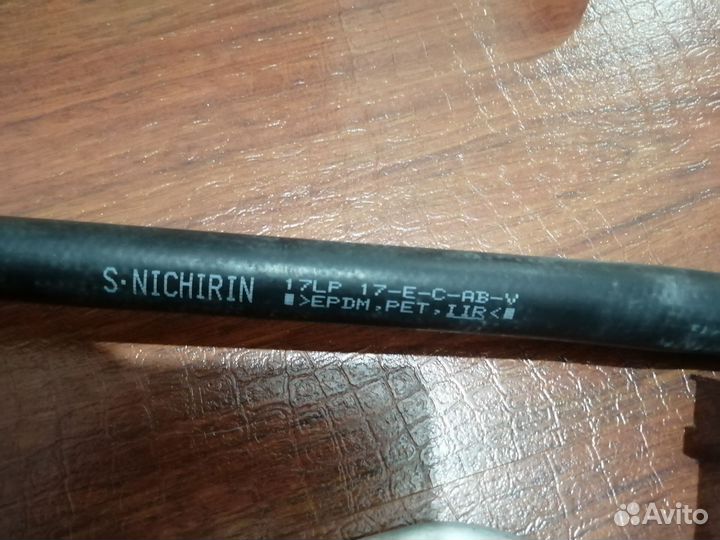 S·NICHIRIN 17LP 17-E-C-AB-V
>EPDM,PET,IIR<
Avito